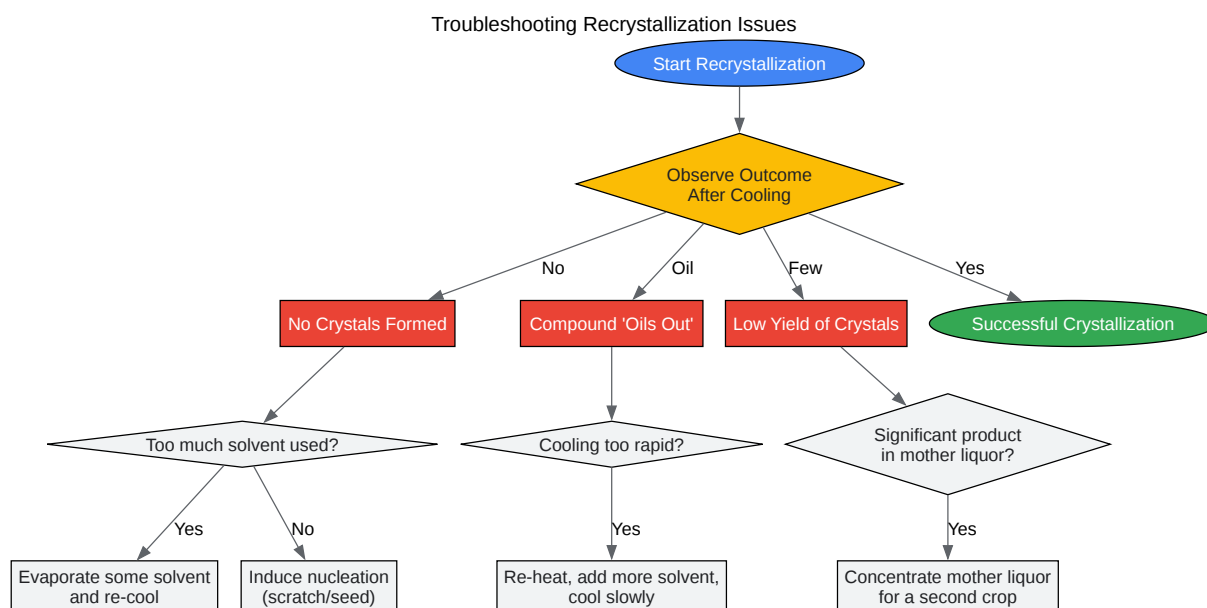 Troubleshooting Recrystallization Issues
Start Recrystallization
Observe Outcome
After Cooling
No
Oil
Few
Yes
No Crystals Formed
Compound 'Oils Out'
Low Yield of Crystals
Successful Crystallization
Too much solvent used?
Cooling too rapid?
Significant product
in mother liquor?
Yes
No
Yes
Yes
Evaporate some solvent
and re-cool
Induce nucleation
(scratch/seed)
Re-heat, add more solvent,
cool slowly
Concentrate mother liquor
for a second crop